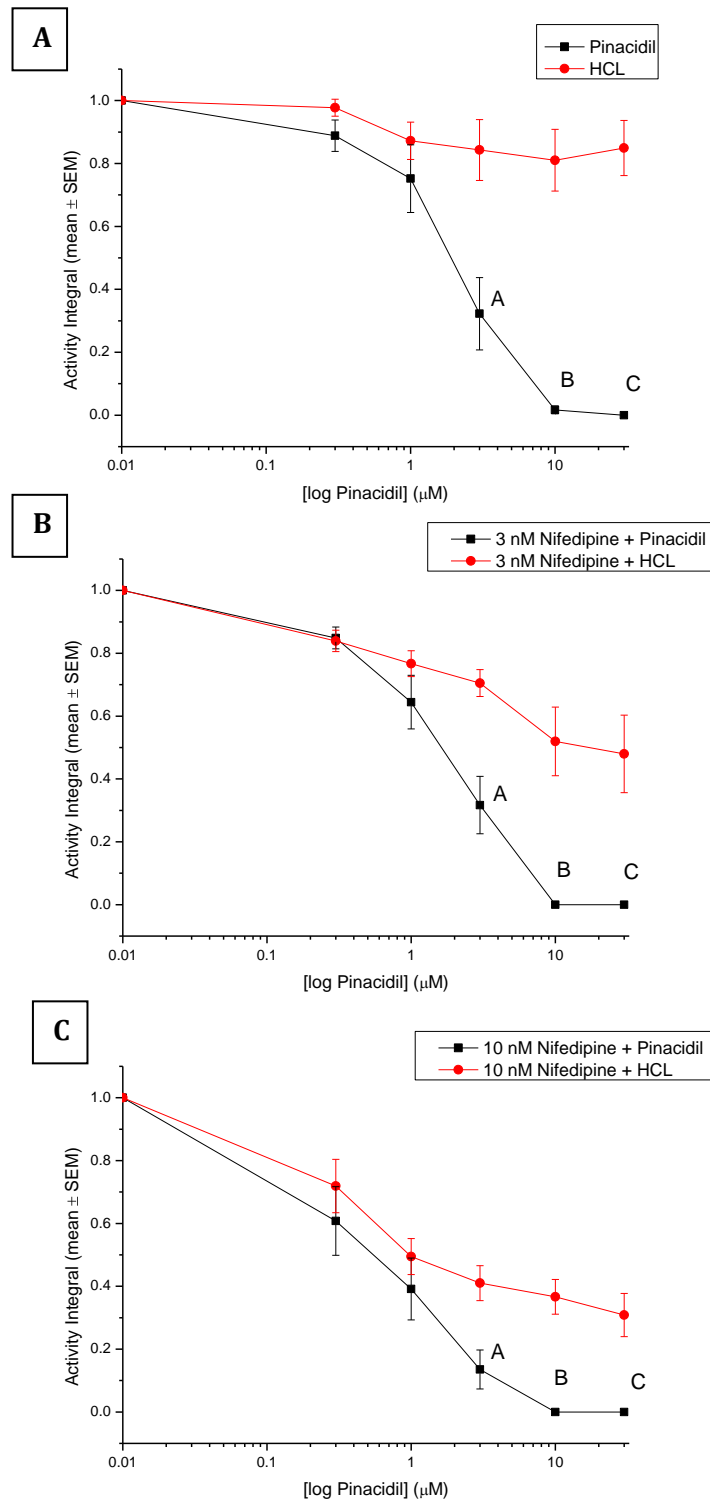 A
Pinacidil
HCL
1.0
0.8
0.6
0.4
0.2
0.0
Activity Integral (mean ± SEM)
A
B
C
0.01
0.1
1
10
[log Pinacidil] (μM)
B
3 nM Nifedipine + Pinacidil
3 nM Nifedipine + HCL
1.0
0.8
0.6
0.4
0.2
0.0
Activity Integral (mean ± SEM)
A
B
C
0.01
0.1
1
10
[log Pinacidil] (μM)
C
10 nM Nifedipine + Pinacidil
10 nM Nifedipine + HCL
1.0
0.8
0.6
0.4
0.2
0.0
Activity Integral (mean ± SEM)
A
B
C
0.01
0.1
1
10
[log Pinacidil] (μM)